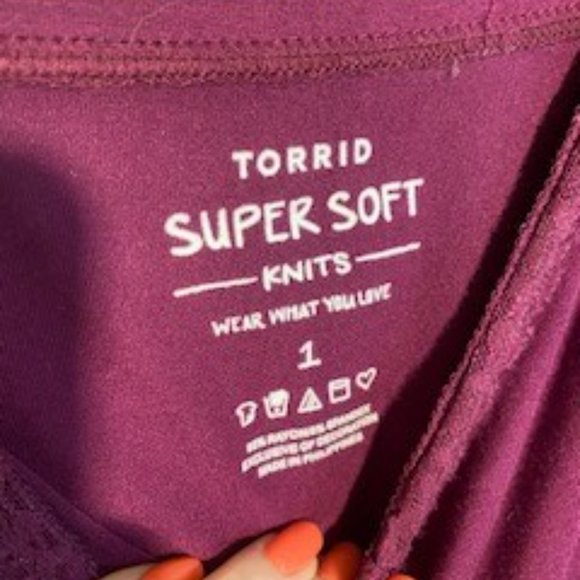 TORRID
SUPER SOFT
KNITS
WEAR WHAT YOU LOVE
1
EXCLUSIVE OF DECORATION
MADE IN PHILIPPINES